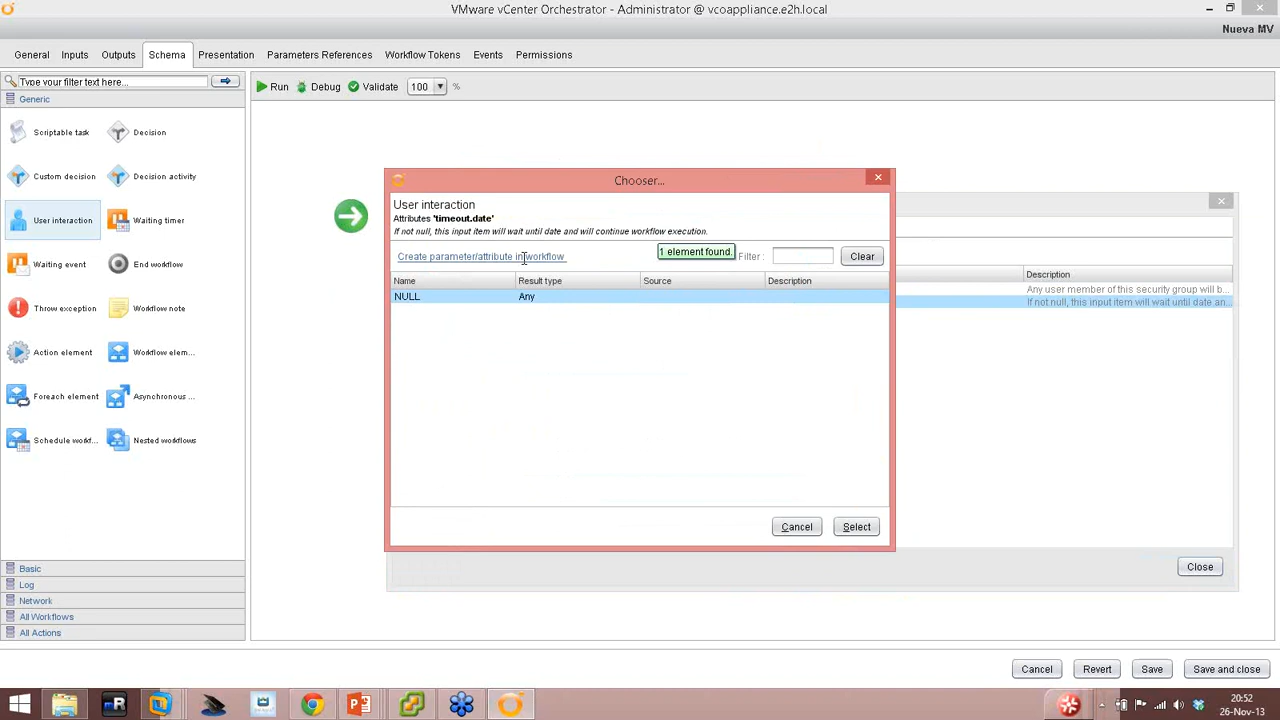 VMware vCenter Orchestrator - Administrator @ vcoappliance.e2h.local
Nueva MV
General Inputs Outputs Schema Presentation Parameters References Workflow Tokens Events Permissions
Type your filter text here...
Run Debug Validate 100 %
Generic
Scriptable task
Decision
Custom decision
Decision activity
User interaction
Waiting timer
Waiting event
End workflow
Throw exception
Workflow note
Action element
Workflow elem...
Foreach element
Asynchronous ...
Schedule workf...
Nested workflows
Basic
Log
Network
All Workflows
All Actions
Chooser...
User interaction
Attributes 'timeout.date'
If not null, this input item will wait until date and will continue workflow execution.
Create parameter/attribute in workflow
1 element found.
Filter :
Clear
Name Result type Source Description
NULL Any
Cancel Select
Description
Any user member of this security group will b...
If not null, this input item will wait until date an...
Close
Cancel Revert Save Save and close
20:52
26-Nov-13